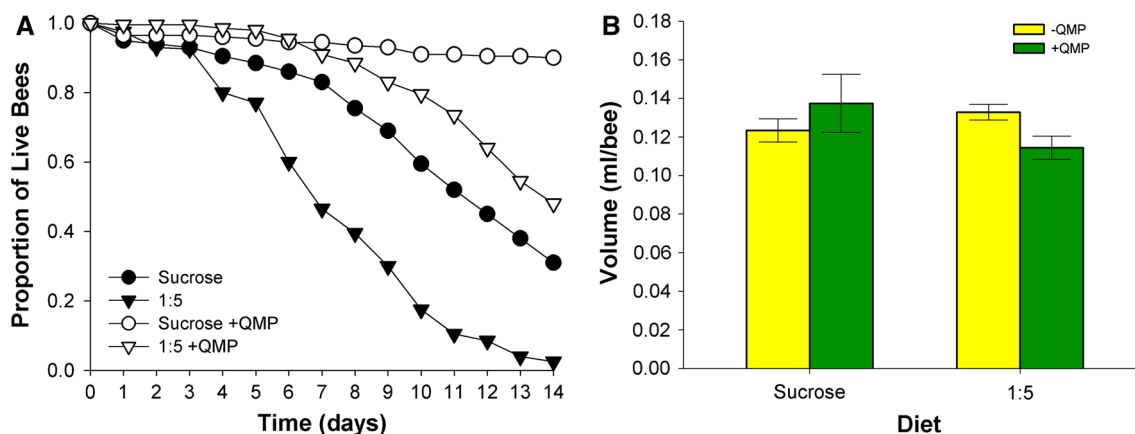 A
Proportion of Live Bees
1.0
0.8
0.6
0.4
0.2
0.0
Sucrose
1:5
Sucrose +QMP
1:5 +QMP
0 1 2 3 4 5 6 7 8 9 10 11 12 13 14
Time (days)
B
Volume (ml/bee)
0.18
0.16
0.14
0.12
0.10
0.08
0.06
0.04
0.02
0.00
-QMP
+QMP
Sucrose 1:5
Diet